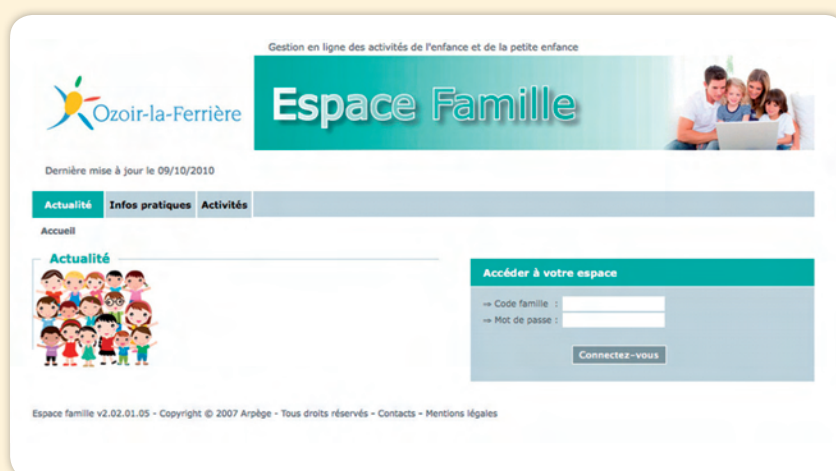 Gestion en ligne des activités de l'enfance et de la petite enfance
Ozoir-la-Ferrière
Espace Famille
Dernière mise à jour le 09/10/2010
Actualité Infos pratiques Activités
Accueil
Actualité
Accéder à votre espace
⇒ Code famille :
⇒ Mot de passe :
Connectez-vous
Espace famille v2.02.01.05 - Copyright © 2007 Arpège - Tous droits réservés - Contacts - Mentions légales